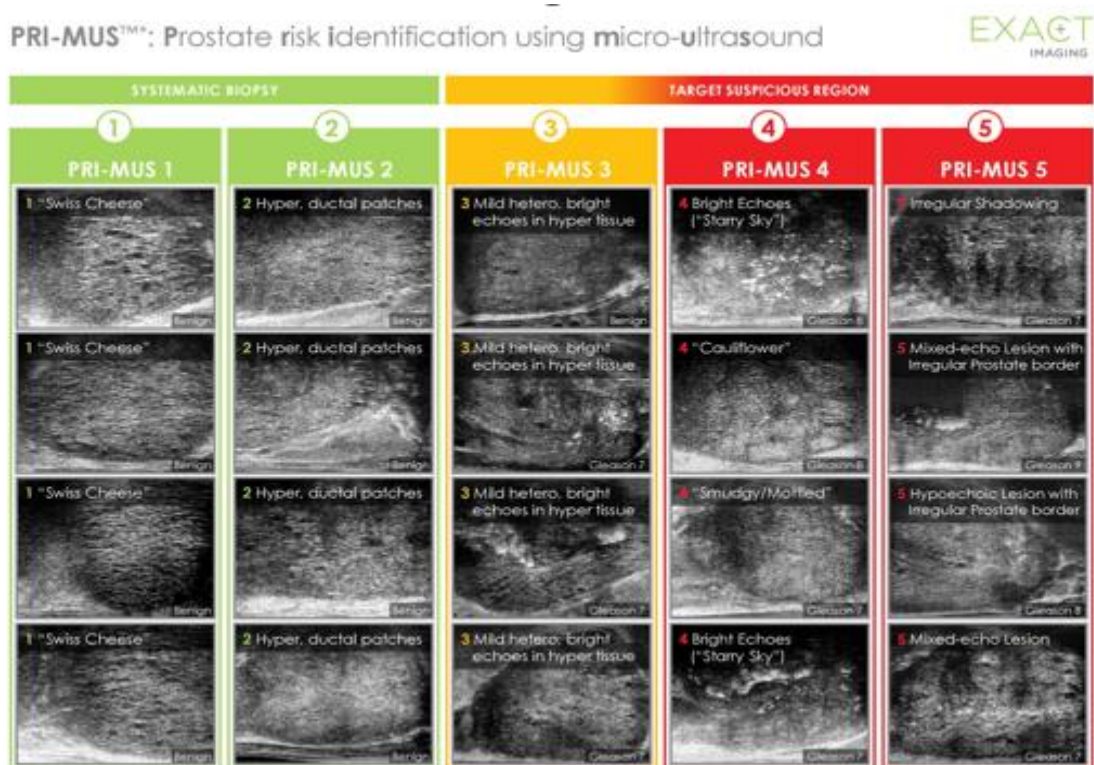 PRI-MUS™*: Prostate risk identification using micro-ultrasound
EXACT
IMAGING
SYSTEMATIC BIOPSY
TARGET SUSPICIOUS REGION
1
2
3
4
5
PRI-MUS 1
PRI-MUS 2
PRI-MUS 3
PRI-MUS 4
PRI-MUS 5
1 "Swiss Cheese"
Benign
2 Hyper, ductal patches
Benign
3 Mild hetero, bright
echoes in hyper tissue
Benign
4 Bright Echoes
("Starry Sky")
Irregular Shadowing
Gleason 7
1 "Swiss Cheese"
Benign
2 Hyper, ductal patches
Benign
3 Mild hetero, bright
echoes in hyper tissue
Gleason 7
4 "Cauliflower"
Gleason 8
5 Mixed-echo Lesion with
Irregular Prostate border
Gleason 9
1 "Swiss Cheese"
Benign
2 Hyper, ductal patches
Benign
3 Mild hetero, bright
echoes in hyper tissue
Gleason 7
4 "Smudgy/Mottled"
Gleason 7
5 Hypoechoic Lesion with
Irregular Prostate border
Gleason 8
1 "Swiss Cheese"
Benign
2 Hyper, ductal patches
Benign
3 Mild hetero, bright
echoes in hyper tissue
Gleason 7
4 Bright Echoes
("Starry Sky")
Gleason 7
5 Mixed-echo Lesion
Gleason 7